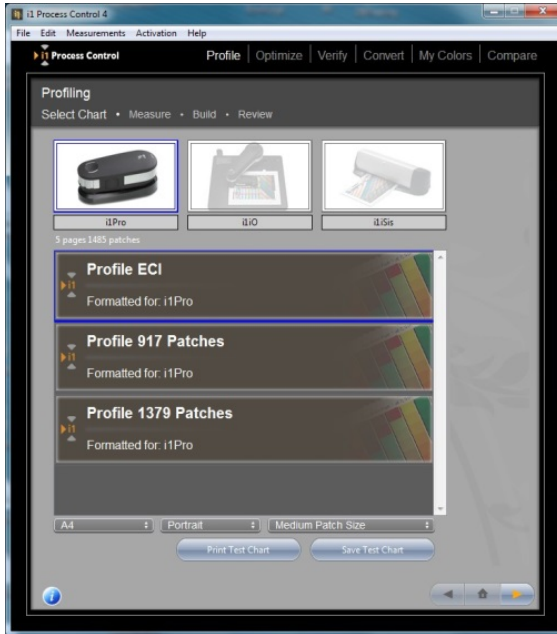 i1 Process Control 4
File Edit Measurements Activation Help
i1 Process Control Profile Optimize Verify Convert My Colors Compare
Profiling
Select Chart • Measure • Build • Review
i1Pro i1iO i1iSis
5 pages 1485 patches
Profile ECI
i1
Formatted for: i1Pro
Profile 917 Patches
i1
Formatted for: i1Pro
Profile 1379 Patches
i1
Formatted for: i1Pro
A4 Portrait Medium Patch Size
Print Test Chart Save Test Chart